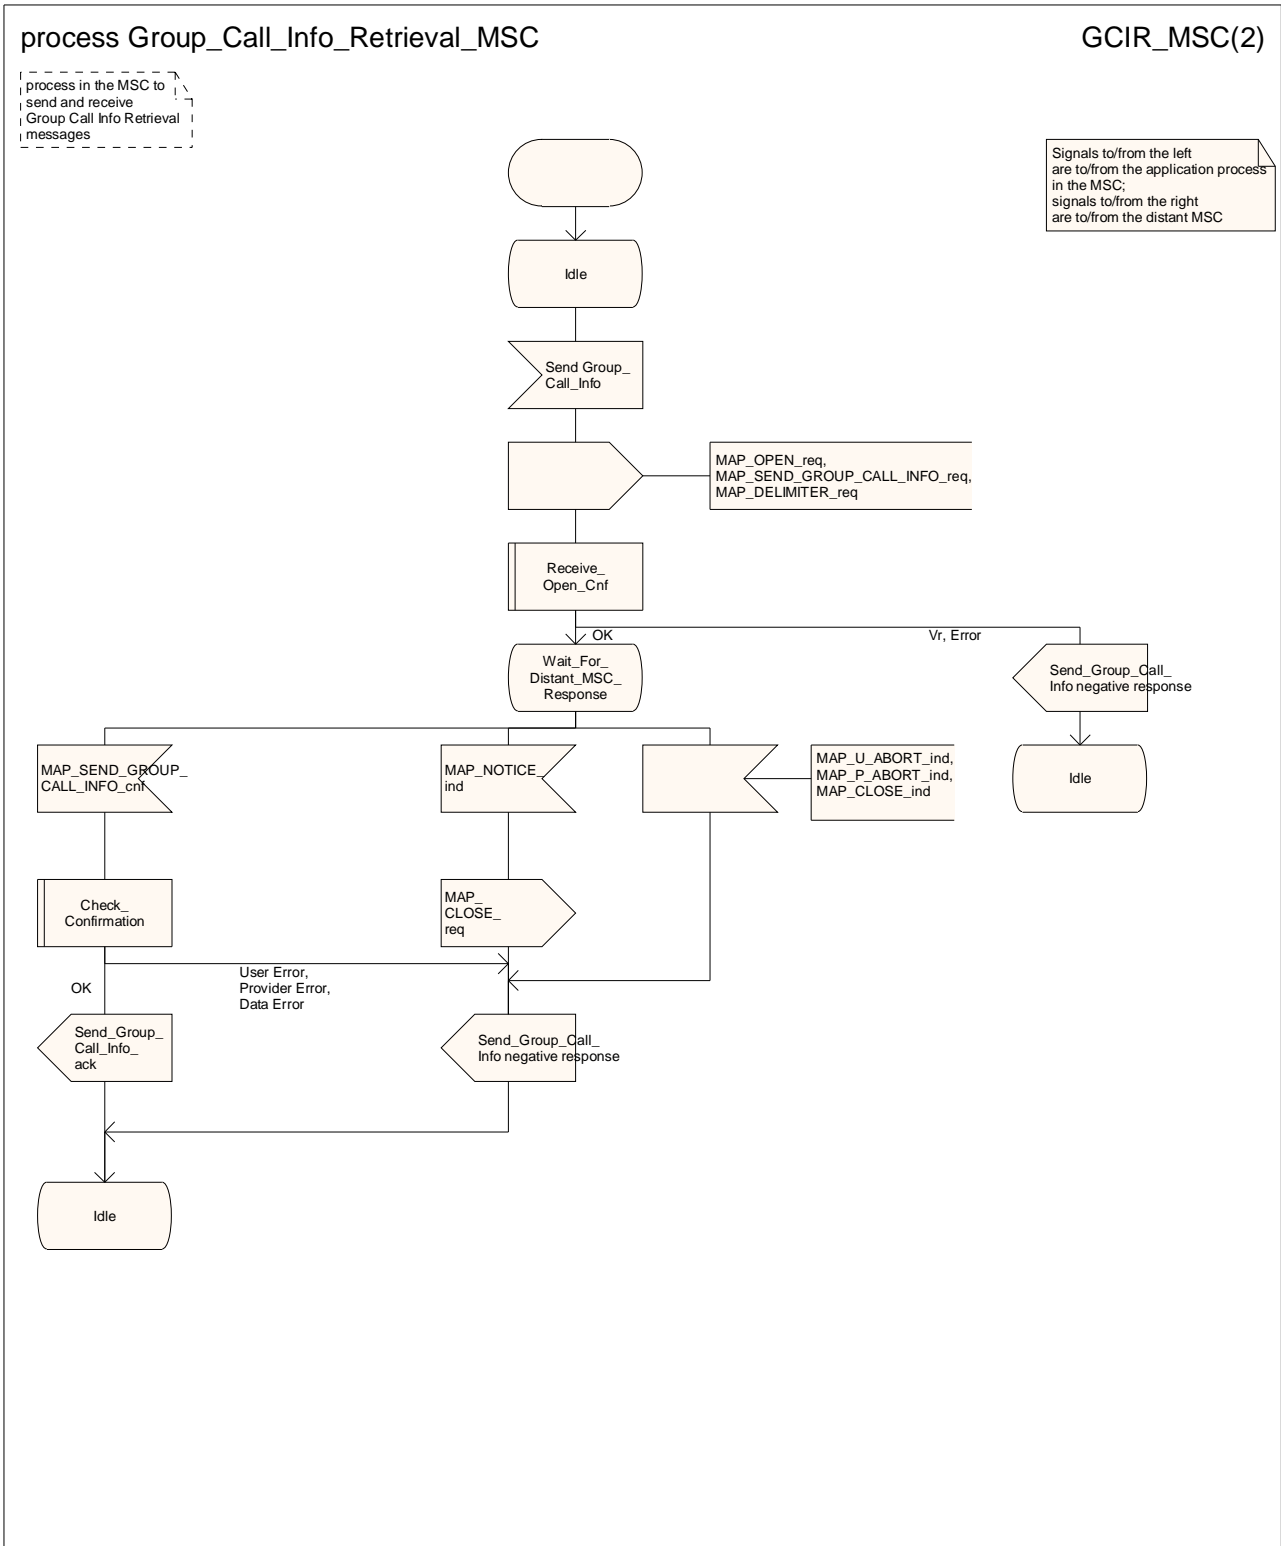 process Group_Call_Info_Retrieval_MSC
GCIR_MSC(2)
process in the MSC to
send and receive
Group Call Info Retrieval
messages
Signals to/from the left
are to/from the application process
in the MSC;
signals to/from the right
are to/from the distant MSC
Idle
Send Group_
Call_Info
MAP_OPEN_req,
MAP_SEND_GROUP_CALL_INFO_req,
MAP_DELIMITER_req
Receive_
Open_Cnf
OK
Vr, Error
Wait_For_
Distant_MSC_
Response
Send_Group_Call_
Info negative response
MAP_SEND_GROUP_
CALL_INFO_cnf
MAP_NOTICE_
ind
MAP_U_ABORT_ind,
MAP_P_ABORT_ind,
MAP_CLOSE_ind
Idle
Check_
Confirmation
MAP_
CLOSE_
req
OK
User Error,
Provider Error,
Data Error
Send_Group_
Call_Info_
ack
Send_Group_Call_
Info negative response
Idle